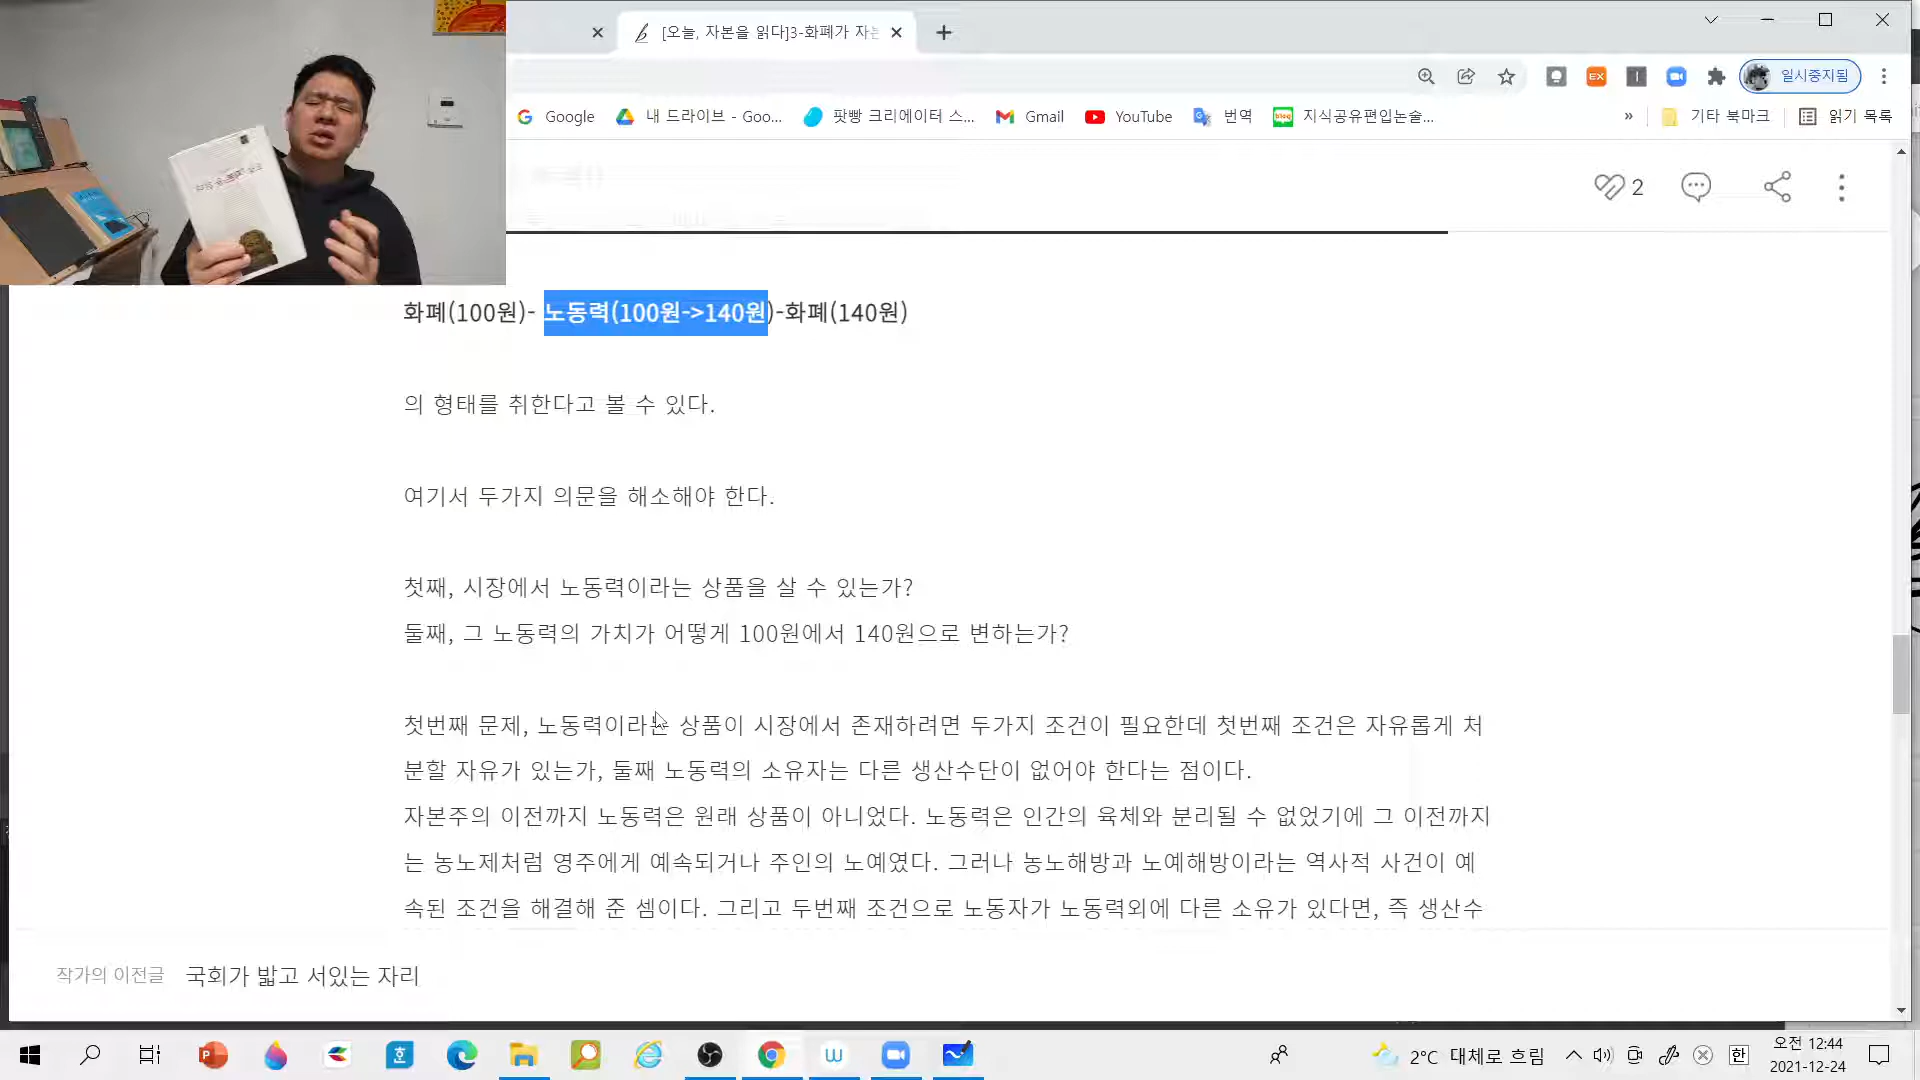 [오늘, 자본을 읽다]3-화폐가 자
EX
일시중지됨
Google
내 드라이브 - Goo...
팟빵 크리에이터 스...
Gmail
YouTube
번역
지식공유편입논술...
»
기타 북마크
읽기 목록
2
화폐(100원)- 노동력(100원->140원)-화폐(140원)
의 형태를 취한다고 볼 수 있다.
여기서 두가지 의문을 해소해야 한다.
첫째, 시장에서 노동력이라는 상품을 살 수 있는가?
둘째, 그 노동력의 가치가 어떻게 100원에서 140원으로 변하는가?
첫번째 문제, 노동력이라는 상품이 시장에서 존재하려면 두가지 조건이 필요한데 첫번째 조건은 자유롭게 처
분할 자유가 있는가, 둘째 노동력의 소유자는 다른 생산수단이 없어야 한다는 점이다.
자본주의 이전까지 노동력은 원래 상품이 아니었다. 노동력은 인간의 육체와 분리될 수 없었기에 그 이전까지
는 농노제처럼 영주에게 예속되거나 주인의 노예였다. 그러나 농노해방과 노예해방이라는 역사적 사건이 예
속된 조건을 해결해 준 셈이다. 그리고 두번째 조건으로 노동자가 노동력외에 다른 소유가 있다면, 즉 생산수
작가의 이전글 국회가 밟고 서있는 자리
2°C 대체로 흐림
한
오전 12:44
2021-12-24